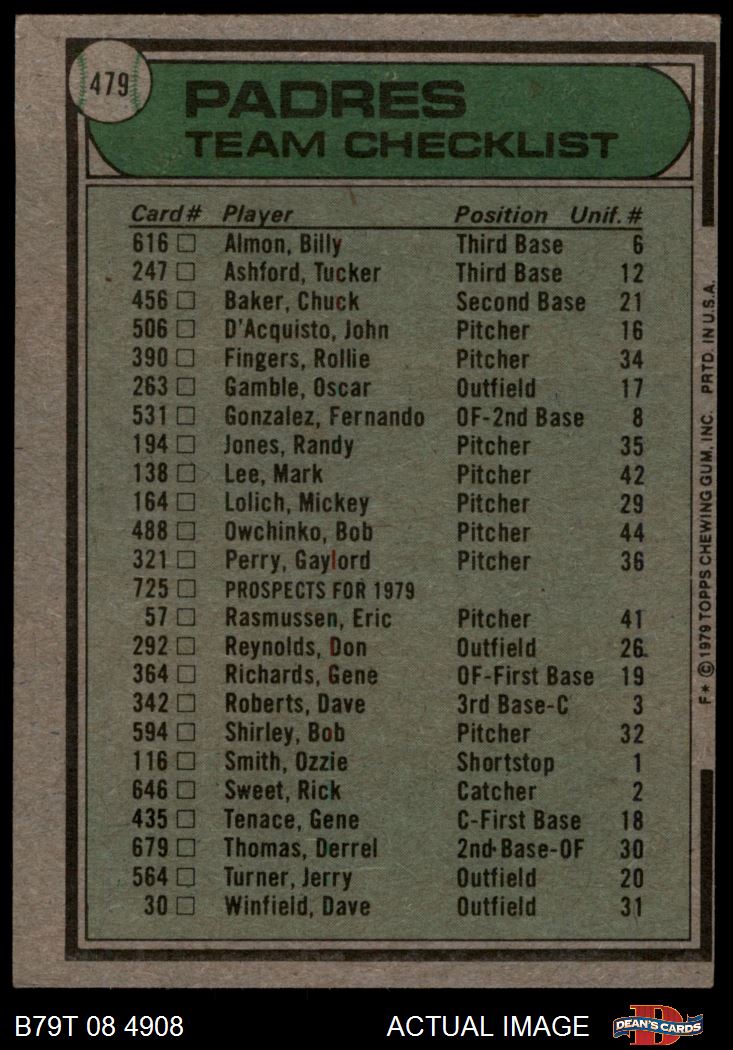 479
PADRES
TEAM CHECKLIST
Card# Player Position Unif. #
616 □ Almon, Billy Third Base 6
247 □ Ashford, Tucker Third Base 12
456 □ Baker, Chuck Second Base 21
506 □ D'Acquisto, John Pitcher 16
390 □ Fingers, Rollie Pitcher 34
263 □ Gamble, Oscar Outfield 17
531 □ Gonzalez, Fernando OF-2nd Base 8
194 □ Jones, Randy Pitcher 35
138 □ Lee, Mark Pitcher 42
164 □ Lolich, Mickey Pitcher 29
488 □ Owchinko, Bob Pitcher 44
321 □ Perry, Gaylord Pitcher 36
725 □ PROSPECTS FOR 1979
57 □ Rasmussen, Eric Pitcher 41
292 □ Reynolds, Don Outfield 26
364 □ Richards, Gene OF-First Base 19
342 □ Roberts, Dave 3rd Base-C 3
594 □ Shirley, Bob Pitcher 32
116 □ Smith, Ozzie Shortstop 1
646 □ Sweet, Rick Catcher 2
435 □ Tenace, Gene C-First Base 18
679 □ Thomas, Derrel 2nd Base-OF 30
564 □ Turner, Jerry Outfield 20
30 □ Winfield, Dave Outfield 31
F* © 1979 TOPPS CHEWING GUM, INC. PRTD. IN U.S.A.
B79T 08 4908 ACTUAL IMAGE
D
DEAN'S CARDS